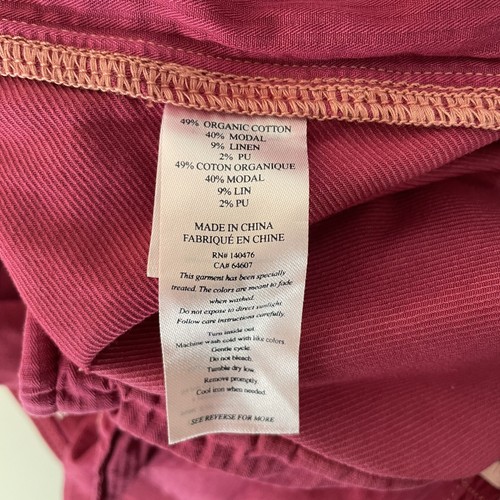 49% ORGANIC COTTON
40% MODAL
9% LINEN
2% PU
49% COTON ORGANIQUE
40% MODAL
9% LIN
2% PU
MADE IN CHINA
FABRIQUÉ EN CHINE
RN# 140476
CA# 64607
This garment has been specially
treated. The colors are meant to fade
when washed.
Do not expose to direct sunlight.
Follow care instructions carefully.
Turn inside out.
Machine wash cold with like colors.
Gentle cycle.
Do not bleach.
Tumble dry low.
Remove promptly.
Cool iron when needed.
SEE REVERSE FOR MORE